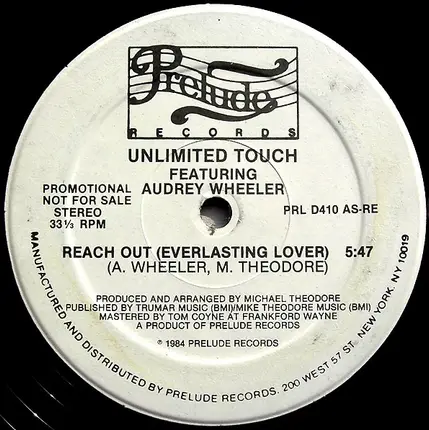 Prelude
RECORDS
UNLIMITED TOUCH
FEATURING
AUDREY WHEELER
PROMOTIONAL
NOT FOR SALE
STEREO
33⅓ RPM
PRL D410 AS-RE
REACH OUT (EVERLASTING LOVER) 5:47
(A. WHEELER, M. THEODORE)
PRODUCED AND ARRANGED BY MICHAEL THEODORE
PUBLISHED BY TRUMAR MUSIC (BMI)/MIKE THEODORE MUSIC (BMI)
MASTERED BY TOM COYNE AT FRANKFORD WAYNE
A PRODUCT OF PRELUDE RECORDS
℗ 1984 PRELUDE RECORDS
MANUFACTURED AND DISTRIBUTED BY PRELUDE RECORDS. 200 WEST 57 ST. NEW YORK. NY 10019